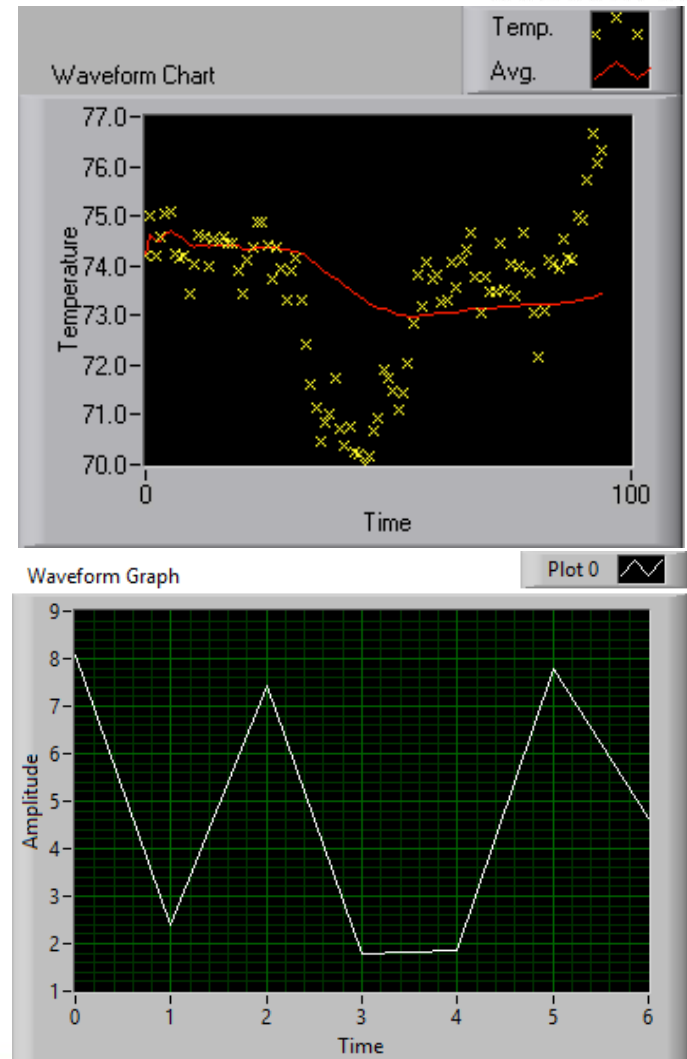 Temp.
Avg.
Waveform Chart
77.0
76.0
75.0
74.0
73.0
72.0
71.0
70.0
Temperature
0
100
Time
Waveform Graph
Plot 0
9
8
7
6
5
4
3
2
1
Amplitude
0 1 2 3 4 5 6
Time